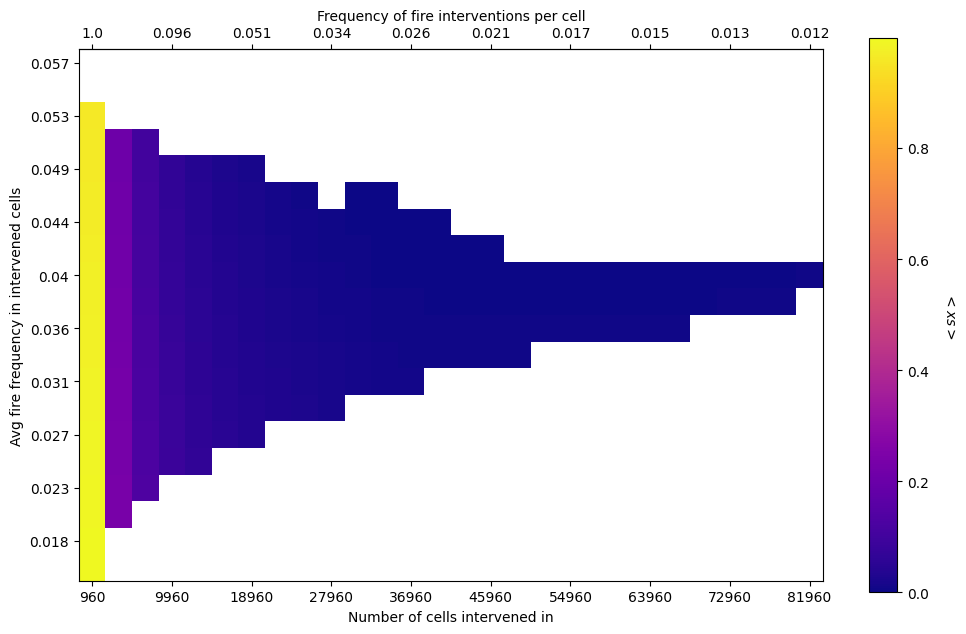 Frequency of fire interventions per cell
1.0 0.096 0.051 0.034 0.026 0.021 0.017 0.015 0.013 0.012
0.057
0.053
0.049
0.044
0.04
0.036
0.031
0.027
0.023
0.018
Avg fire frequency in intervened cells
960 9960 18960 27960 36960 45960 54960 63960 72960 81960
Number of cells intervened in
0.8
0.6
0.4
0.2
0.0
<sx>